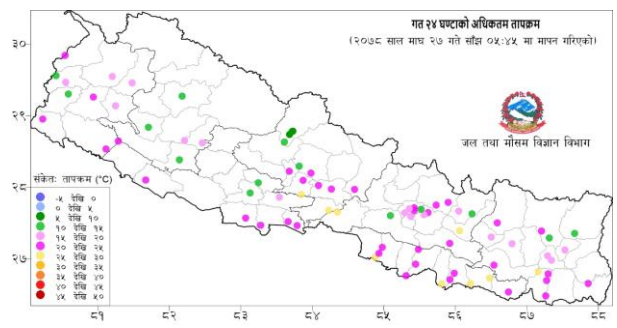 गत २४ घण्टाको अधिकतम तापक्रम
(२०७८ साल माघ २७ गते साँझ ०५:४५ मा मापन गरिएको)
जल तथा मौसम विज्ञान विभाग
संकेतः तापक्रम (°C)
-५ देखि ०
० देखि ५
५ देखि १०
१० देखि १५
१५ देखि २०
२० देखि २५
२५ देखि ३०
३० देखि ३५
३५ देखि ४०
४० देखि ४५
४५ देखि ५०
३०
२९
२८
२७
८१ ८२ ८३ ८४ ८५ ८६ ८७ ८८